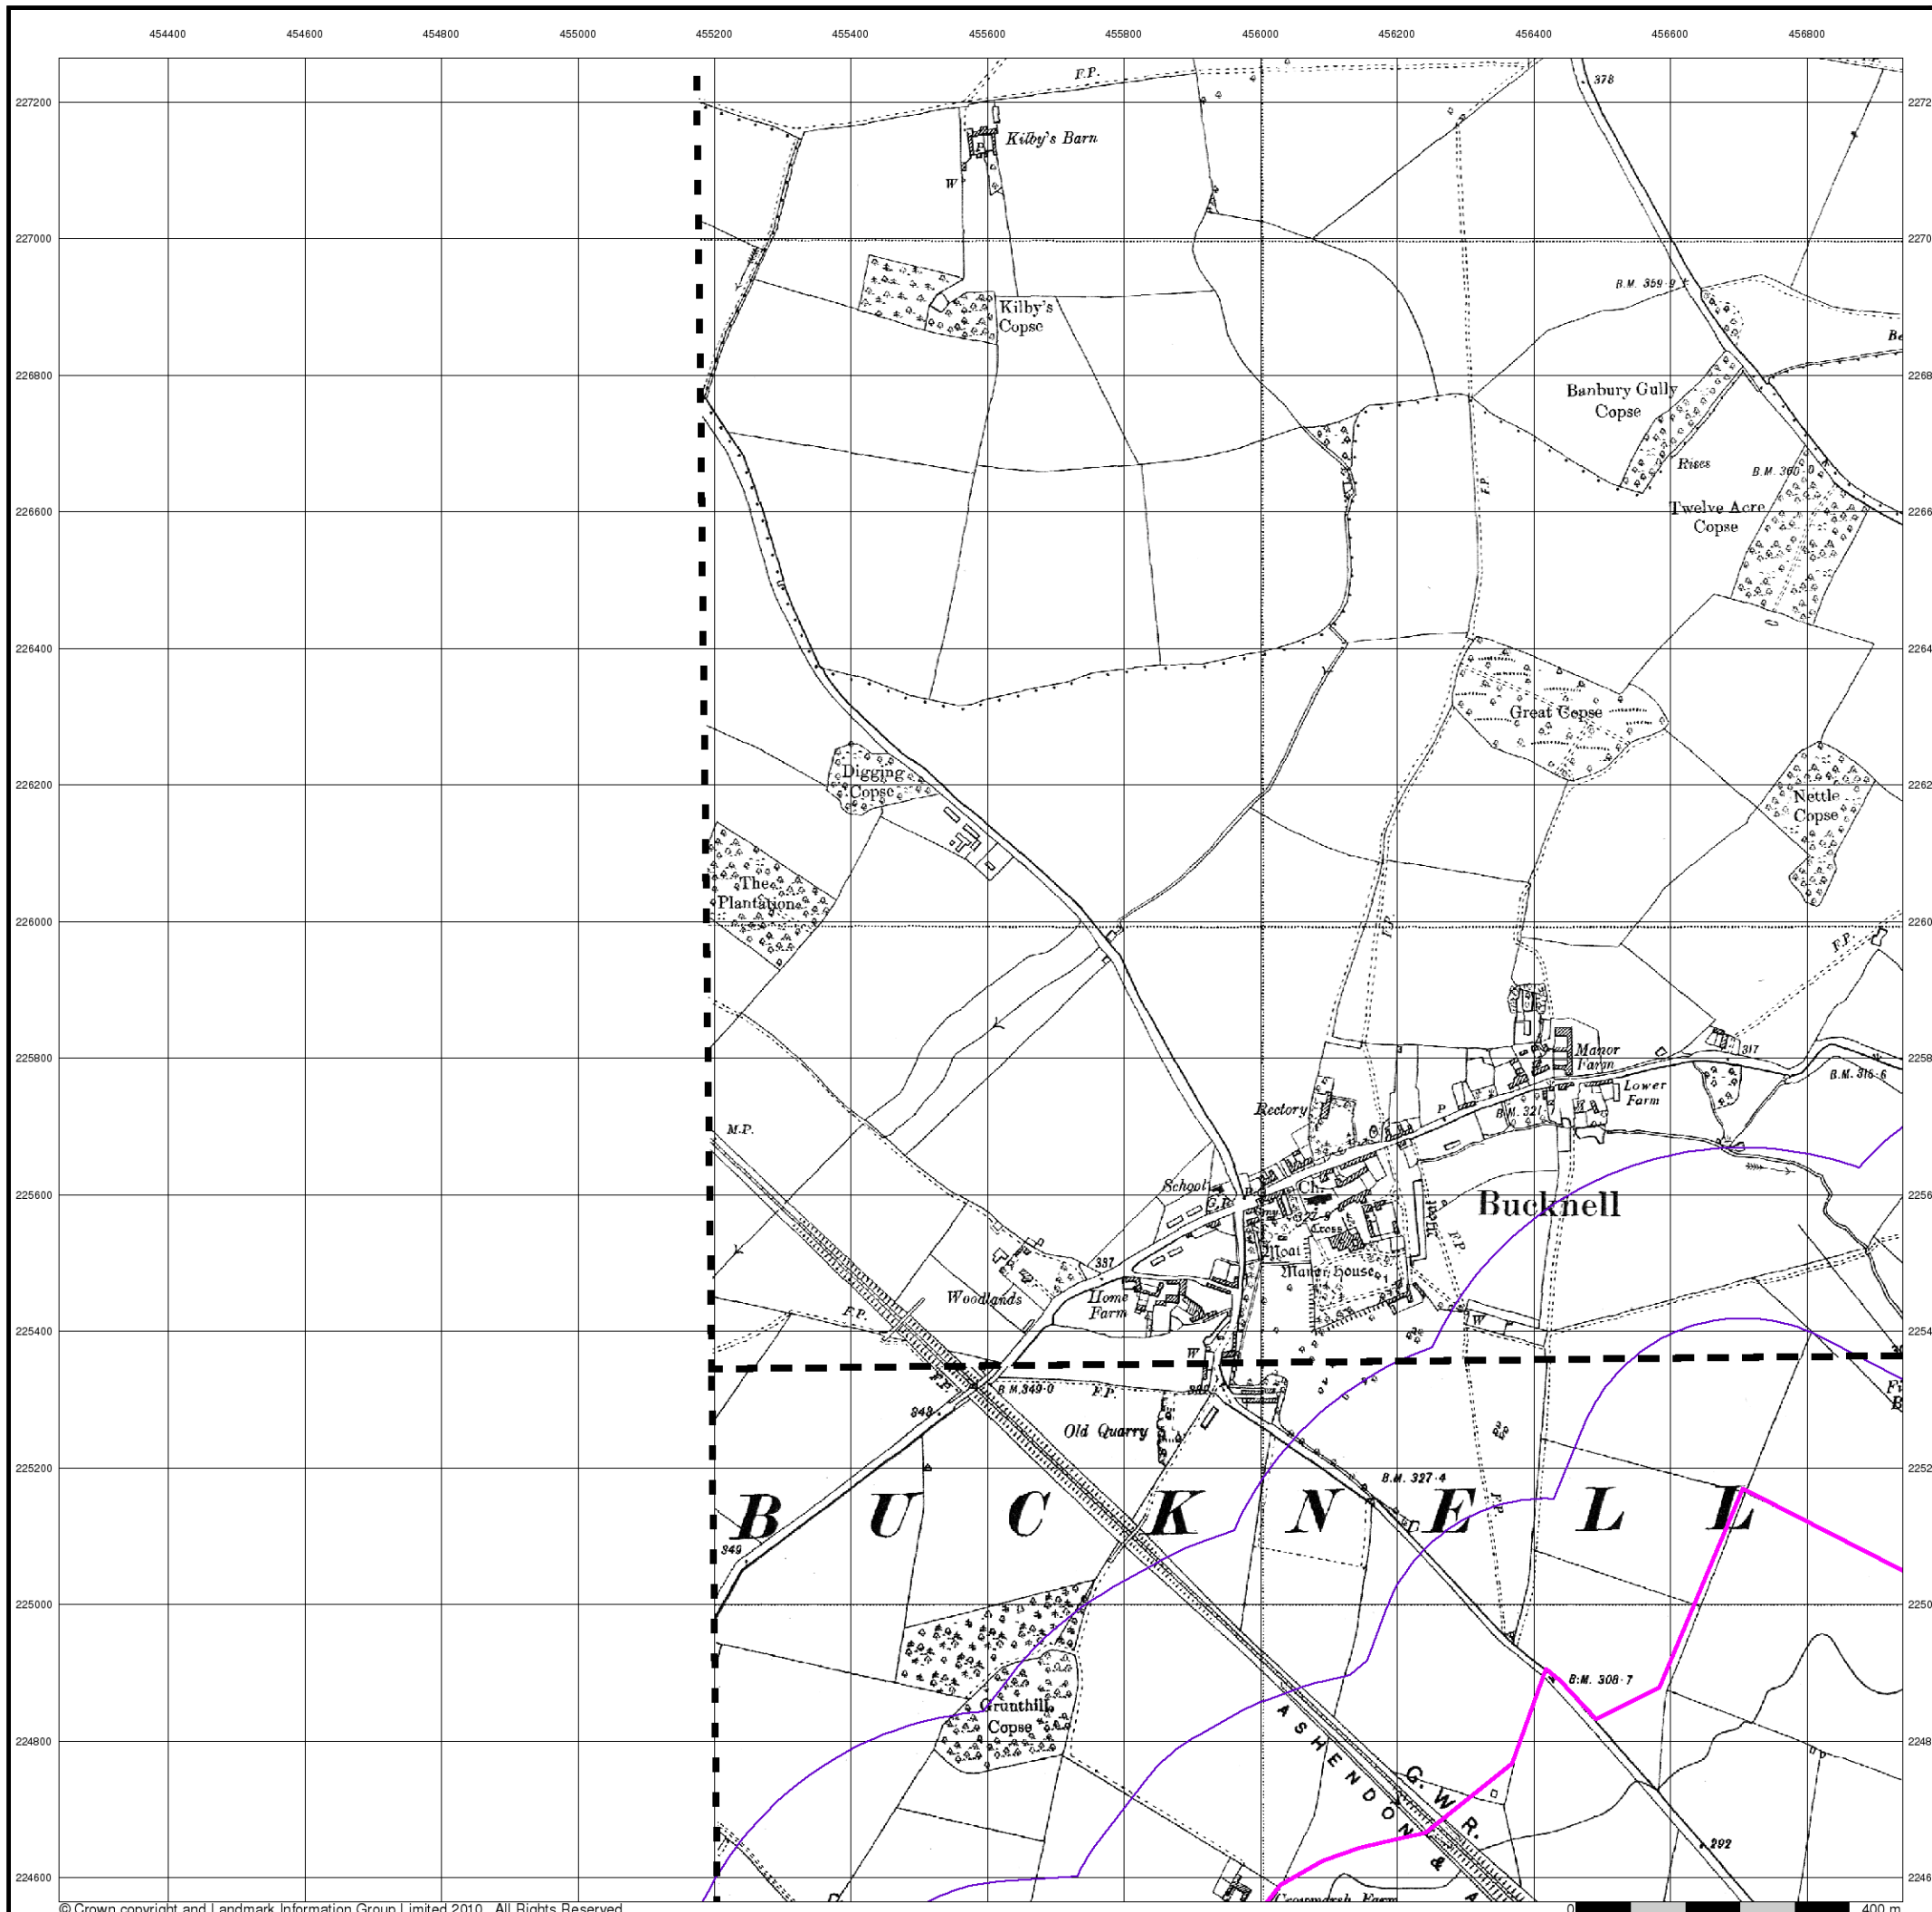 454400 454600 454800 455000 455200 455400 455600 455800 456000 456200 456400 456600 456800
227200
227000
226800
226600
226400
226200
226000
225800
225600
225400
225200
225000
224800
224600
F.P.
378
Kilby's Barn
P
W
B.M. 359·9
Kilby's
Copse
Banbury Gully
Copse
Rises
B.M. 360·0
F.P.
Twelve Acre
Copse
Great Copse
Digging
Copse
Nettle
Copse
The
Plantation
F.P.
F.P.
Manor
Farm
317
B.M. 316·6
Lower
Farm
Rectory
P
B.M. 321·
M.P.
School
G.P.
Ch.
Bucknell
Cross
Moat
Moat
F.P.
Manor House
337
Woodlands
Home
Farm
F.P.
W
W
F.P.
B.M. 349·0
F.P.
348
Old Quarry
B.M. 327·4
B U C K N E L L
F.P.
349
B.M. 308·7
Grunthill
Copse
ASHENDON &
G. W. R.
A
292
Crowmarsh Farm
© Crown copyright and Landmark Information Group Limited 2010. All Rights Reserved.
0 400 m